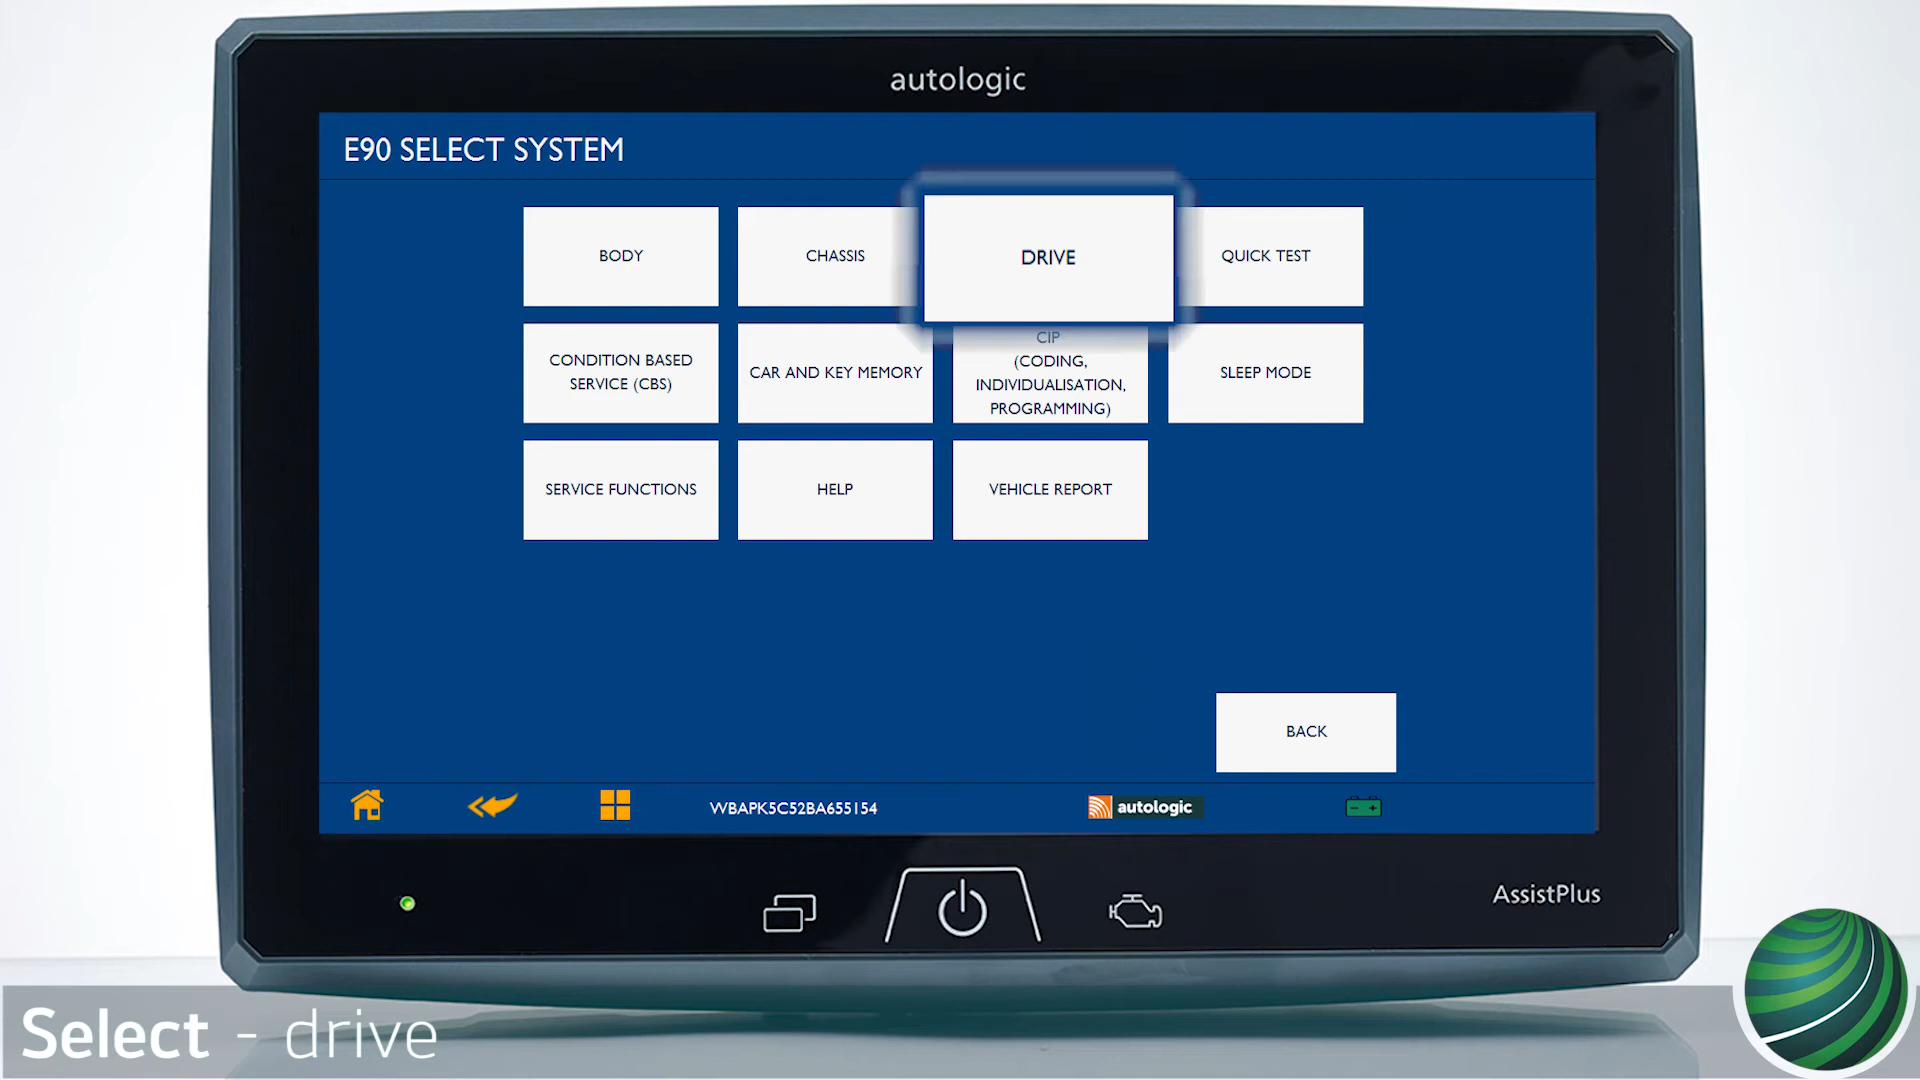 autologic
E90 SELECT SYSTEM
BODY
CHASSIS
DRIVE
QUICK TEST
CONDITION BASED
SERVICE (CBS)
CAR AND KEY MEMORY
CIP
(CODING,
INDIVIDUALISATION,
PROGRAMMING)
SLEEP MODE
SERVICE FUNCTIONS
HELP
VEHICLE REPORT
BACK
WBAPK5C52BA655154
autologic
AssistPlus
Select - drive